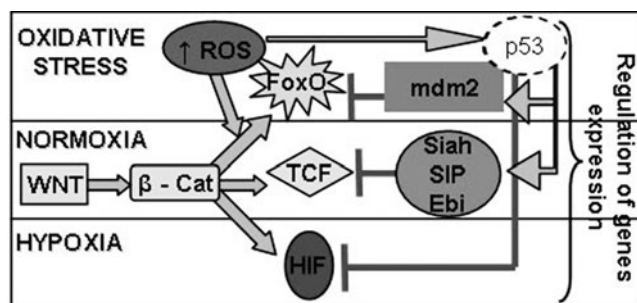 OXIDATIVE
STRESS
↑ ROS
FoxO
mdm2
p53
NORMOXIA
WNT
β - Cat
TCF
Siah
SIP
Ebi
HYPOXIA
HIF
Regulation of genes
expression